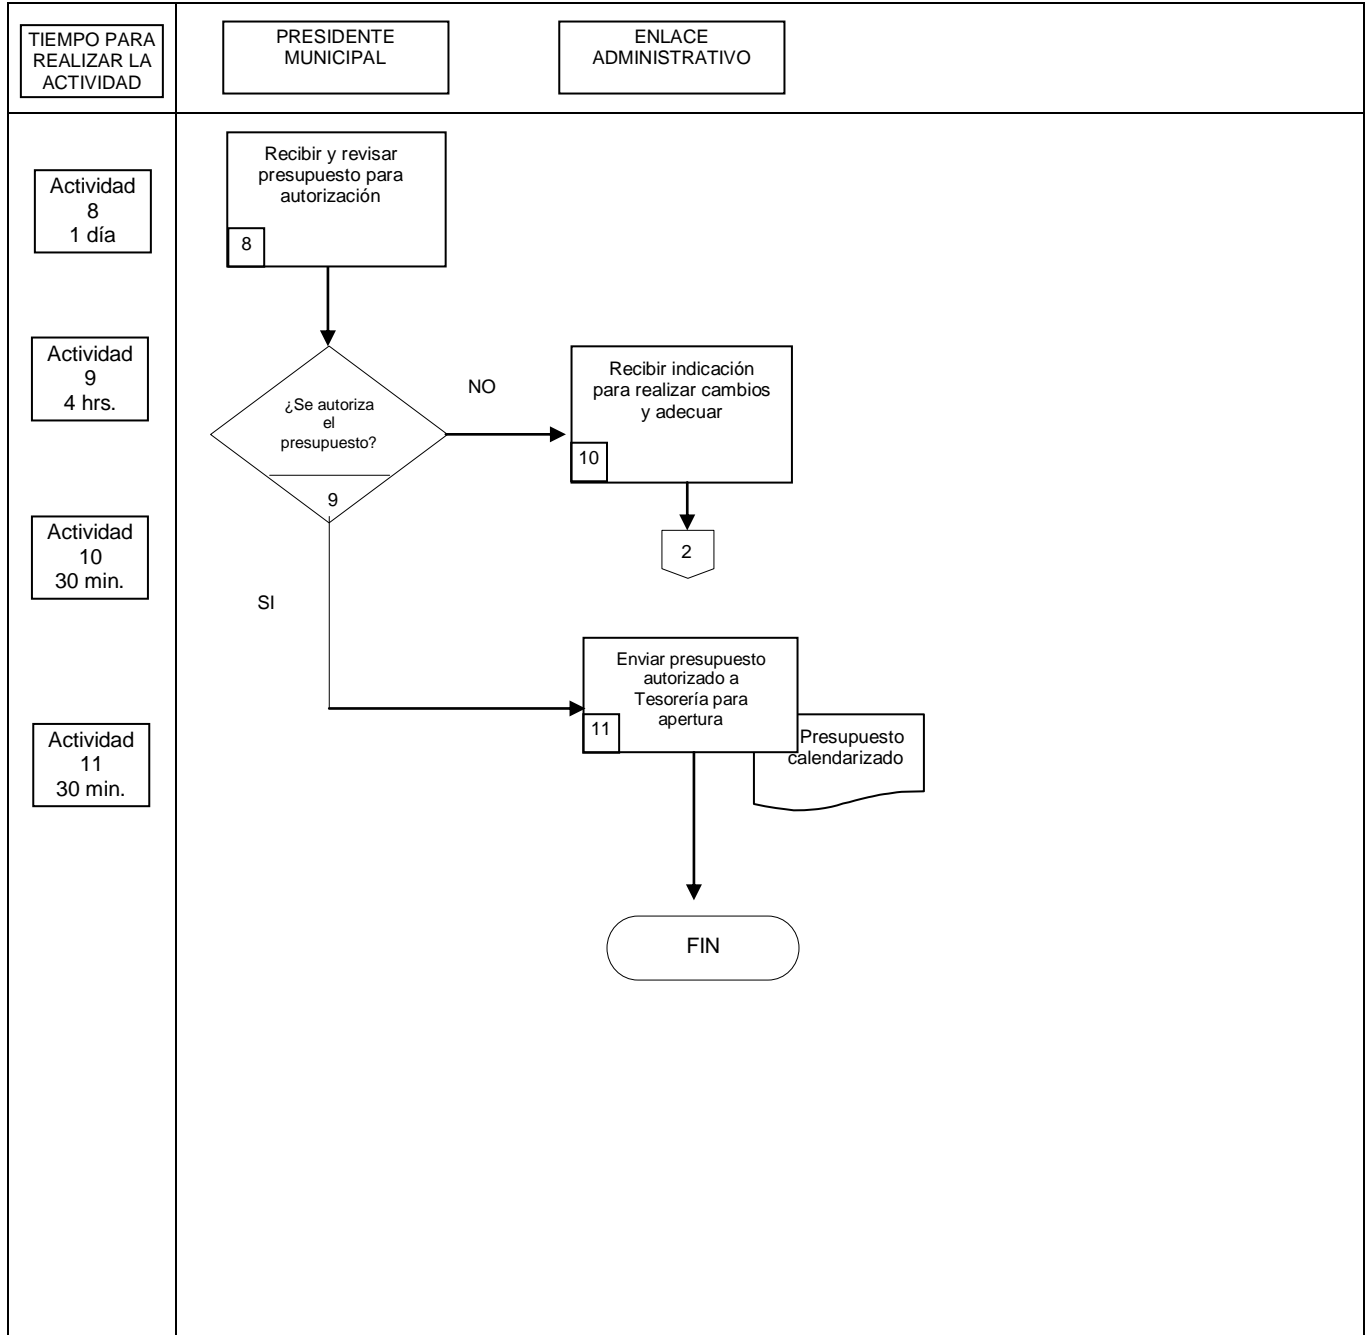 TIEMPO PARA
REALIZAR LA
ACTIVIDAD
PRESIDENTE
MUNICIPAL
ENLACE
ADMINISTRATIVO
Actividad
8
1 día
Recibir y revisar
presupuesto para
autorización
8
Actividad
9
4 hrs.
¿Se autoriza
el
presupuesto?
9
NO
Recibir indicación
para realizar cambios
y adecuar
10
Actividad
10
30 min.
2
SI
Enviar presupuesto
autorizado a
Tesorería para
apertura
11
Presupuesto
calendarizado
Actividad
11
30 min.
FIN